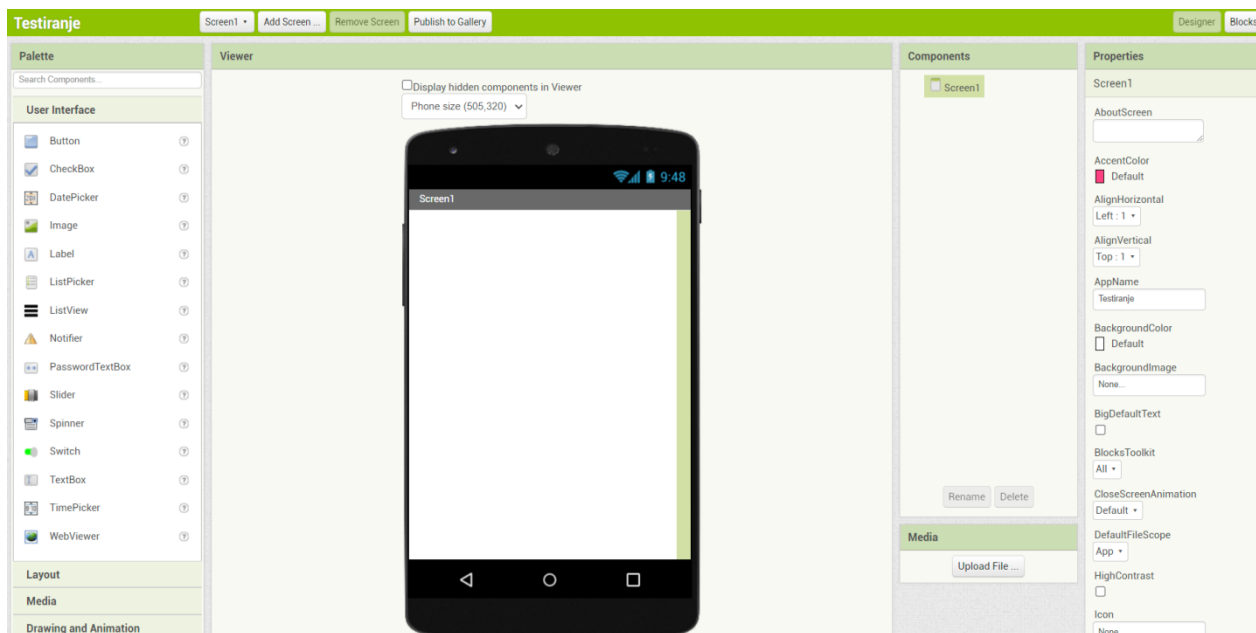 Testiranje
Screen1
Add Screen ...
Remove Screen
Publish to Gallery
Designer
Blocks
Palette
Search Components...
User Interface
Button
CheckBox
DatePicker
Image
Label
ListPicker
ListView
Notifier
PasswordTextBox
Slider
Spinner
Switch
TextBox
TimePicker
WebViewer
Layout
Media
Drawing and Animation
Viewer
Display hidden components in Viewer
Phone size (505,320)
9:48
Screen1
Components
Screen1
Rename
Delete
Media
Upload File ...
Properties
Screen1
AboutScreen
AccentColor
Default
AlignHorizontal
Left : 1
AlignVertical
Top : 1
AppName
Testiranje
BackgroundColor
Default
BackgroundImage
None...
BigDefaultText
BlocksToolkit
All
CloseScreenAnimation
Default
DefaultFileScope
App
HighContrast
Icon
None